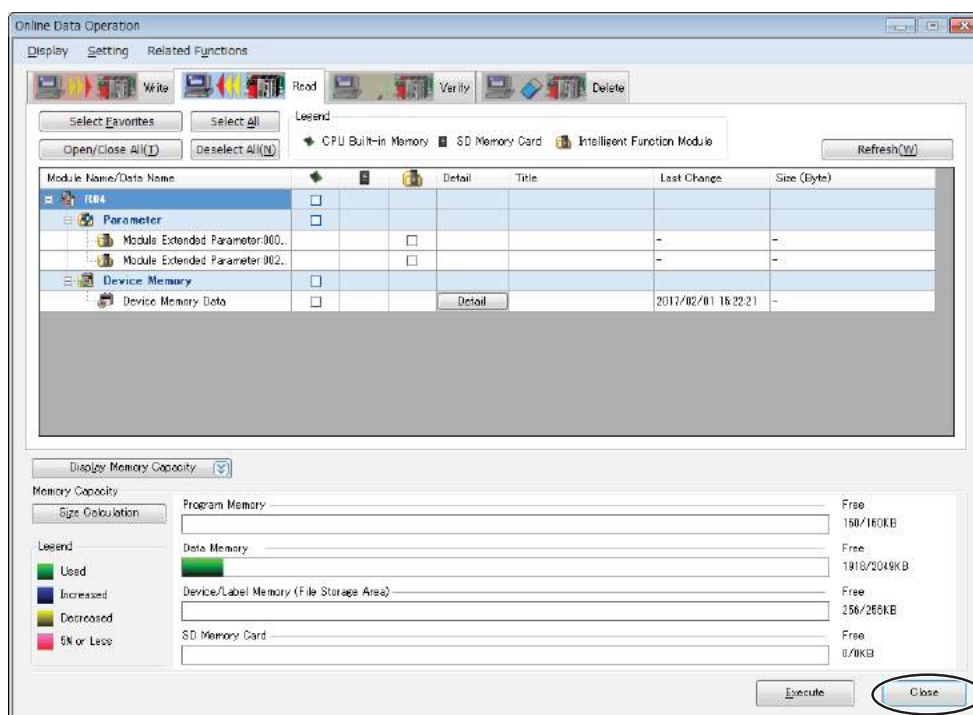 Online Data Operation
Display Setting Related Functions
Write Read Verify Delete
Select Favorites Select All Legend
Open/Close All(T) Deselect All(N) CPU Built-in Memory SD Memory Card Intelligent Function Module Refresh(W)
Module Name/Data Name Detail Title Last Change Size (Byte)
R04
Parameter
Module Extended Parameter:000... - -
Module Extended Parameter:002... - -
Device Memory
Device Memory Data Detail 2017/02/01 15:22:21 -
Display Memory Capacity
Memory Capacity
Size Calculation
Legend
Used
Increased
Decreased
5% or Less
Program Memory Free
160/160KB
Data Memory Free
1918/2049KB
Device/Label Memory (File Storage Area) Free
256/256KB
SD Memory Card Free
0/0KB
Execute Close